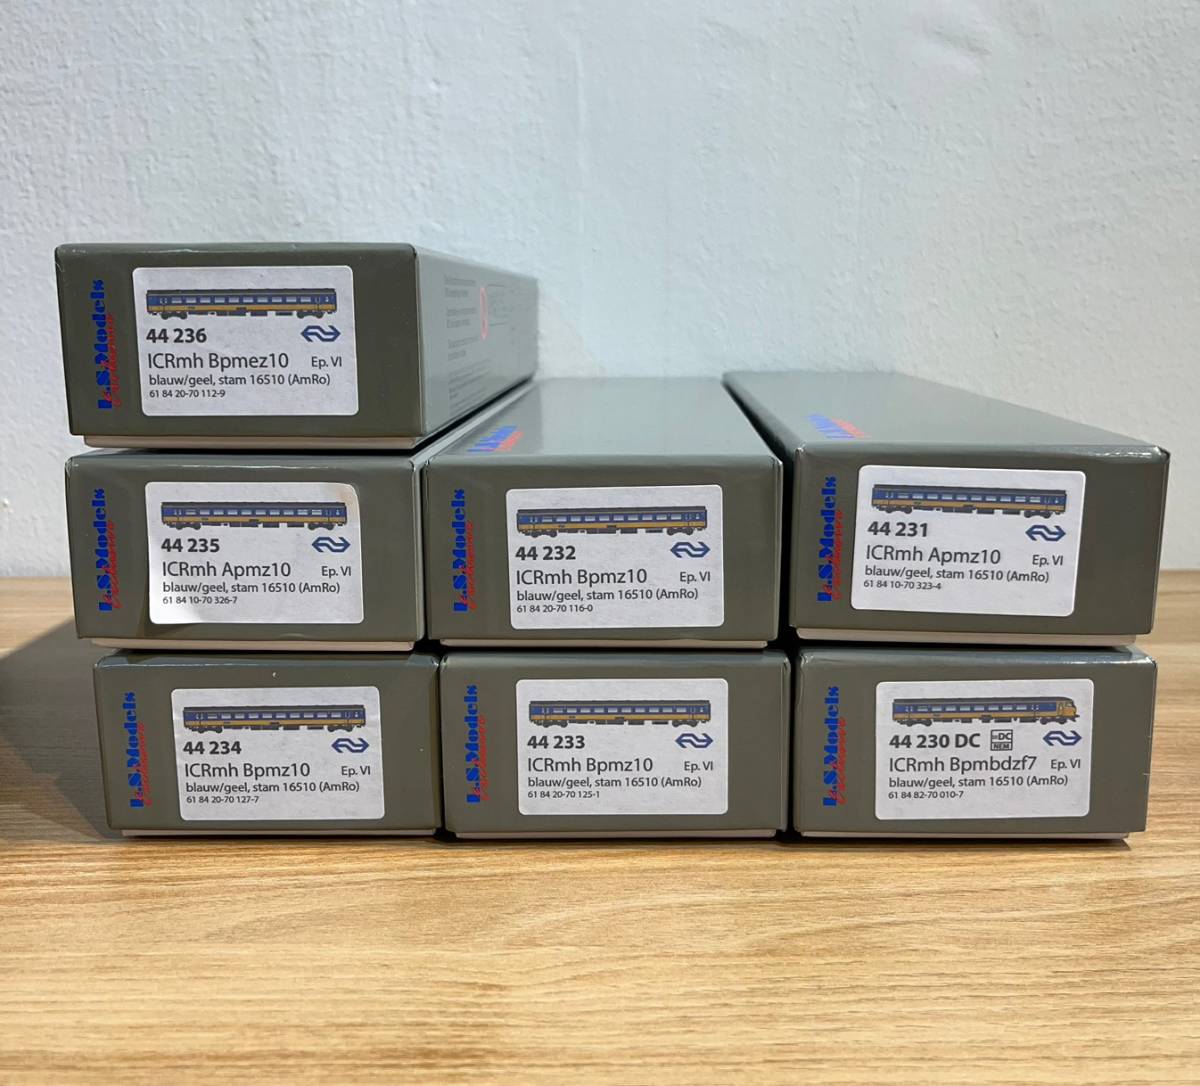 L.S.Models
Exclusive
44 236
ICRmh Bpmez10 Ep. VI
blauw/geel, stam 16510 (AmRo)
61 84 20-70 112-9
L.S.Models
44 235
ICRmh Apmz10 Ep. VI
blauw/geel, stam 16510 (AmRo)
61 84 10-70 326-7
L.S.Models
44 232
ICRmh Bpmz10 Ep. VI
blauw/geel, stam 16510 (AmRo)
61 84 20-70 116-0
L.S.Models
44 231
ICRmh Apmz10 Ep. VI
blauw/geel, stam 16510 (AmRo)
61 84 10-70 323-4
L.S.Models
44 234
ICRmh Bpmz10 Ep. VI
blauw/geel, stam 16510 (AmRo)
61 84 20-70 127-7
L.S.Models
44 233
ICRmh Bpmz10 Ep. VI
blauw/geel, stam 16510 (AmRo)
61 84 20-70 125-1
L.S.Models
44 230 DC =DC NEM
ICRmh Bpmbdzf7 Ep. VI
blauw/geel, stam 16510 (AmRo)
61 84 82-70 010-7